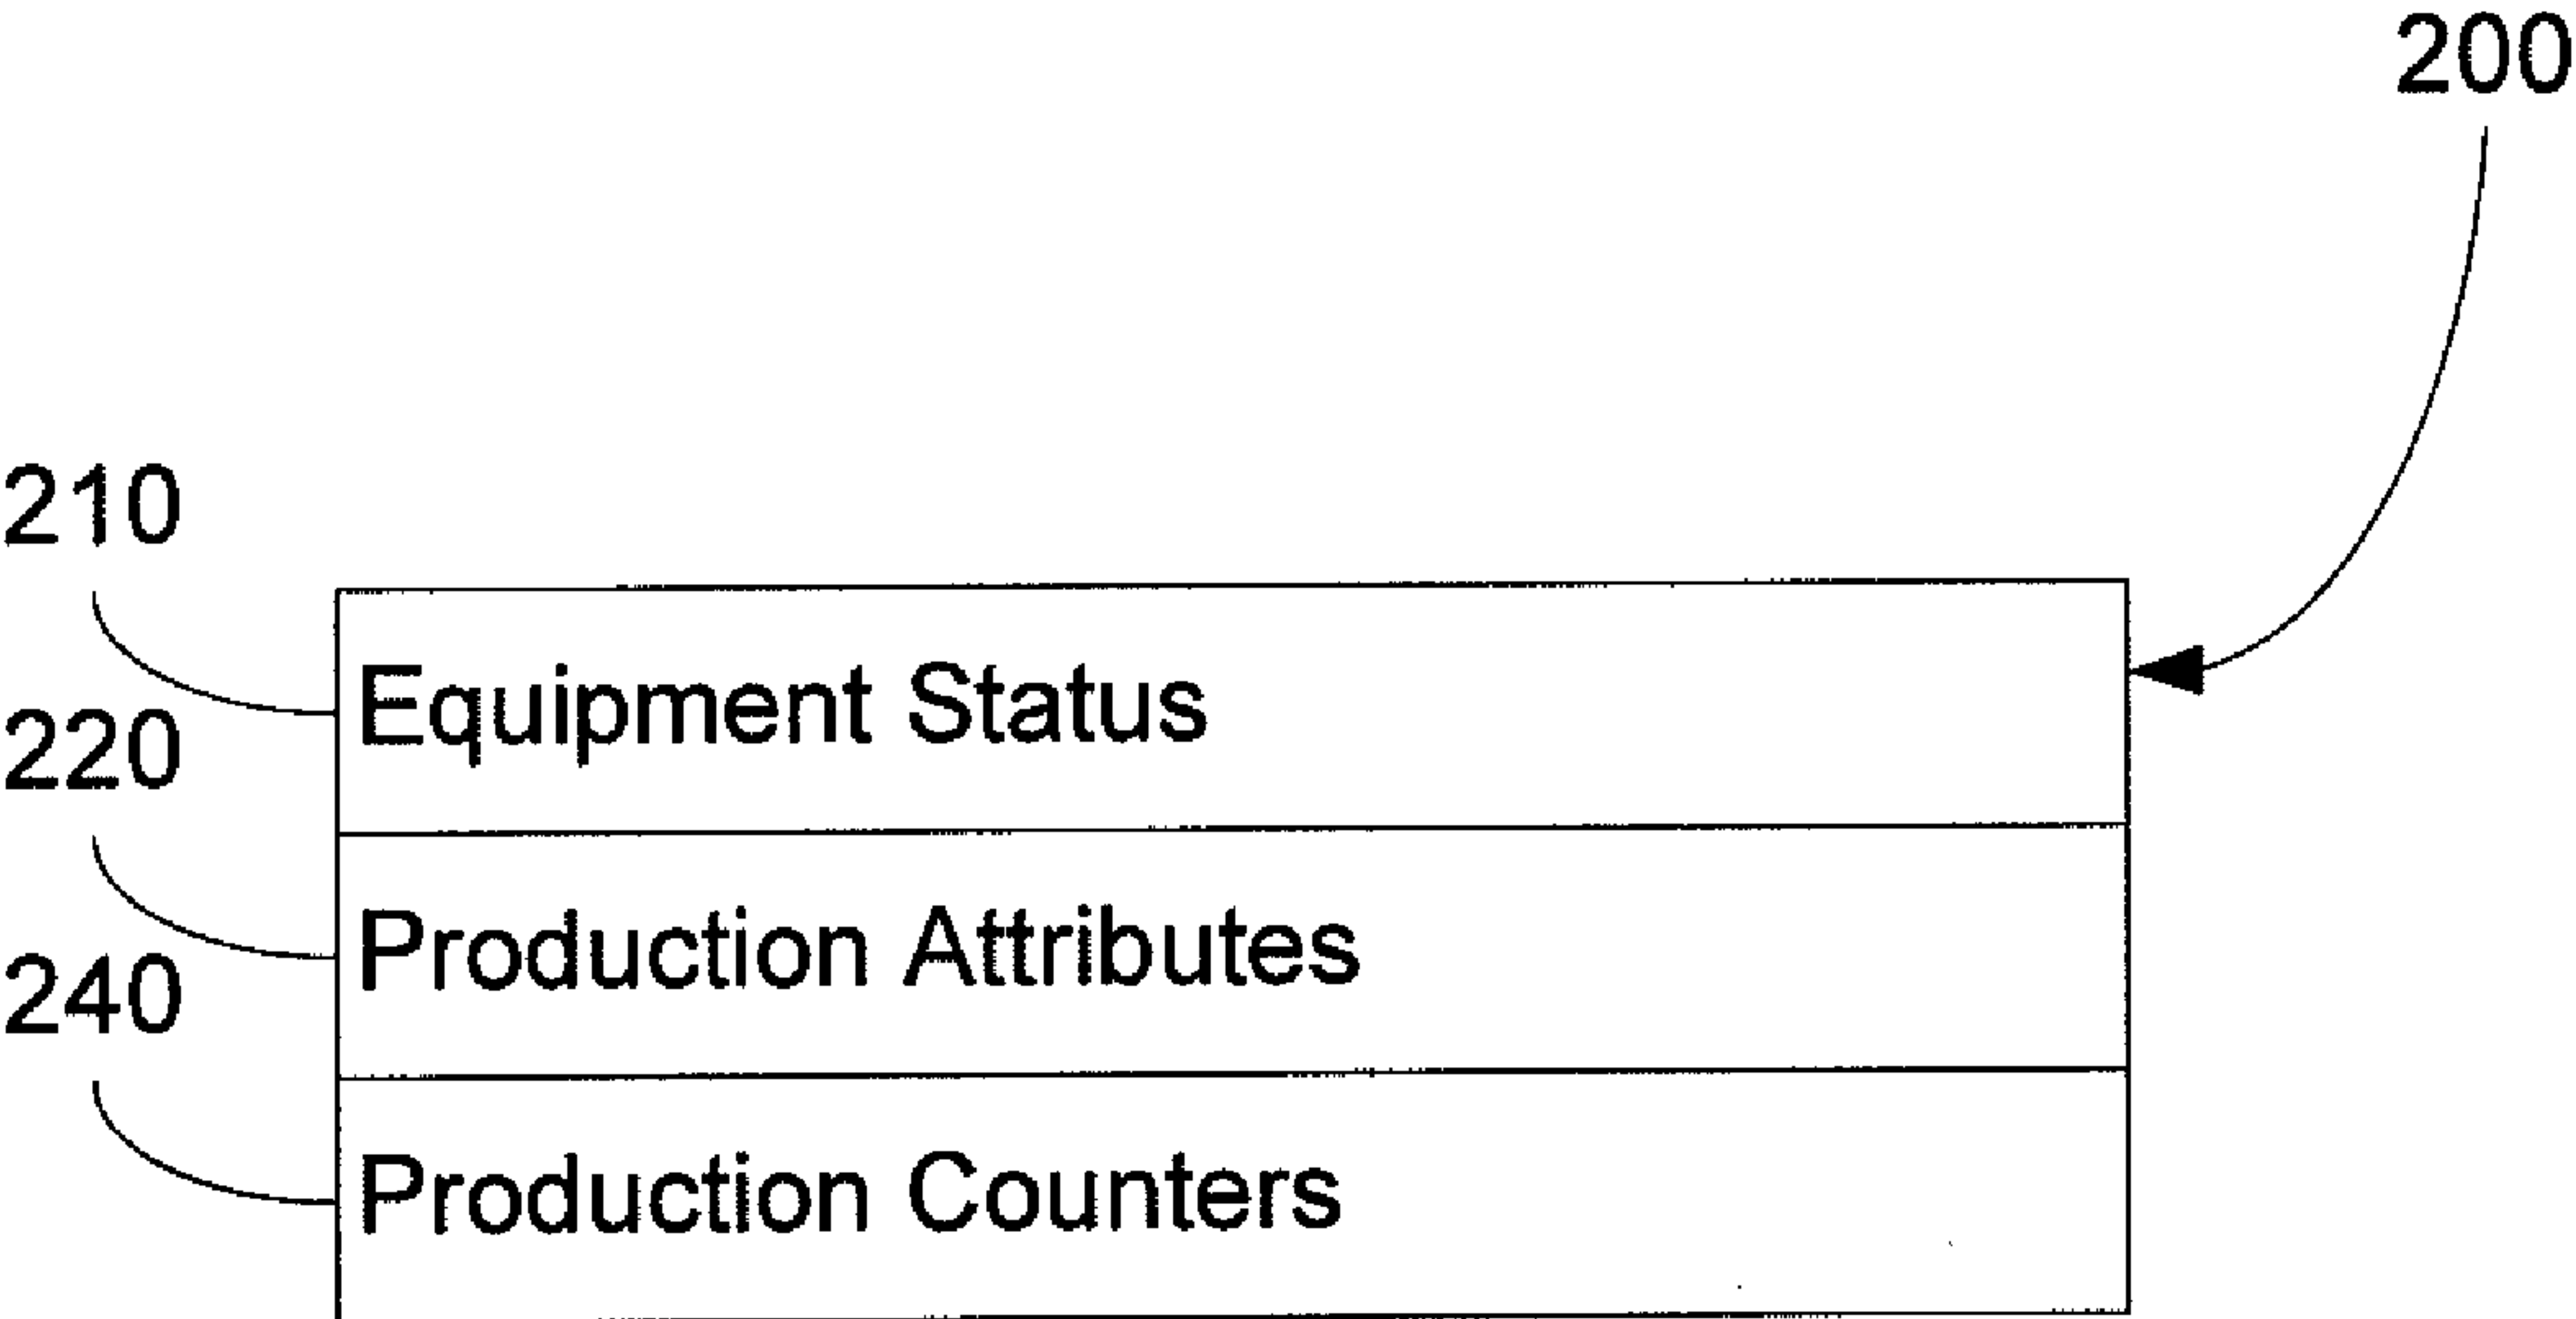 200
210
Equipment Status
220
Production Attributes
240
Production Counters